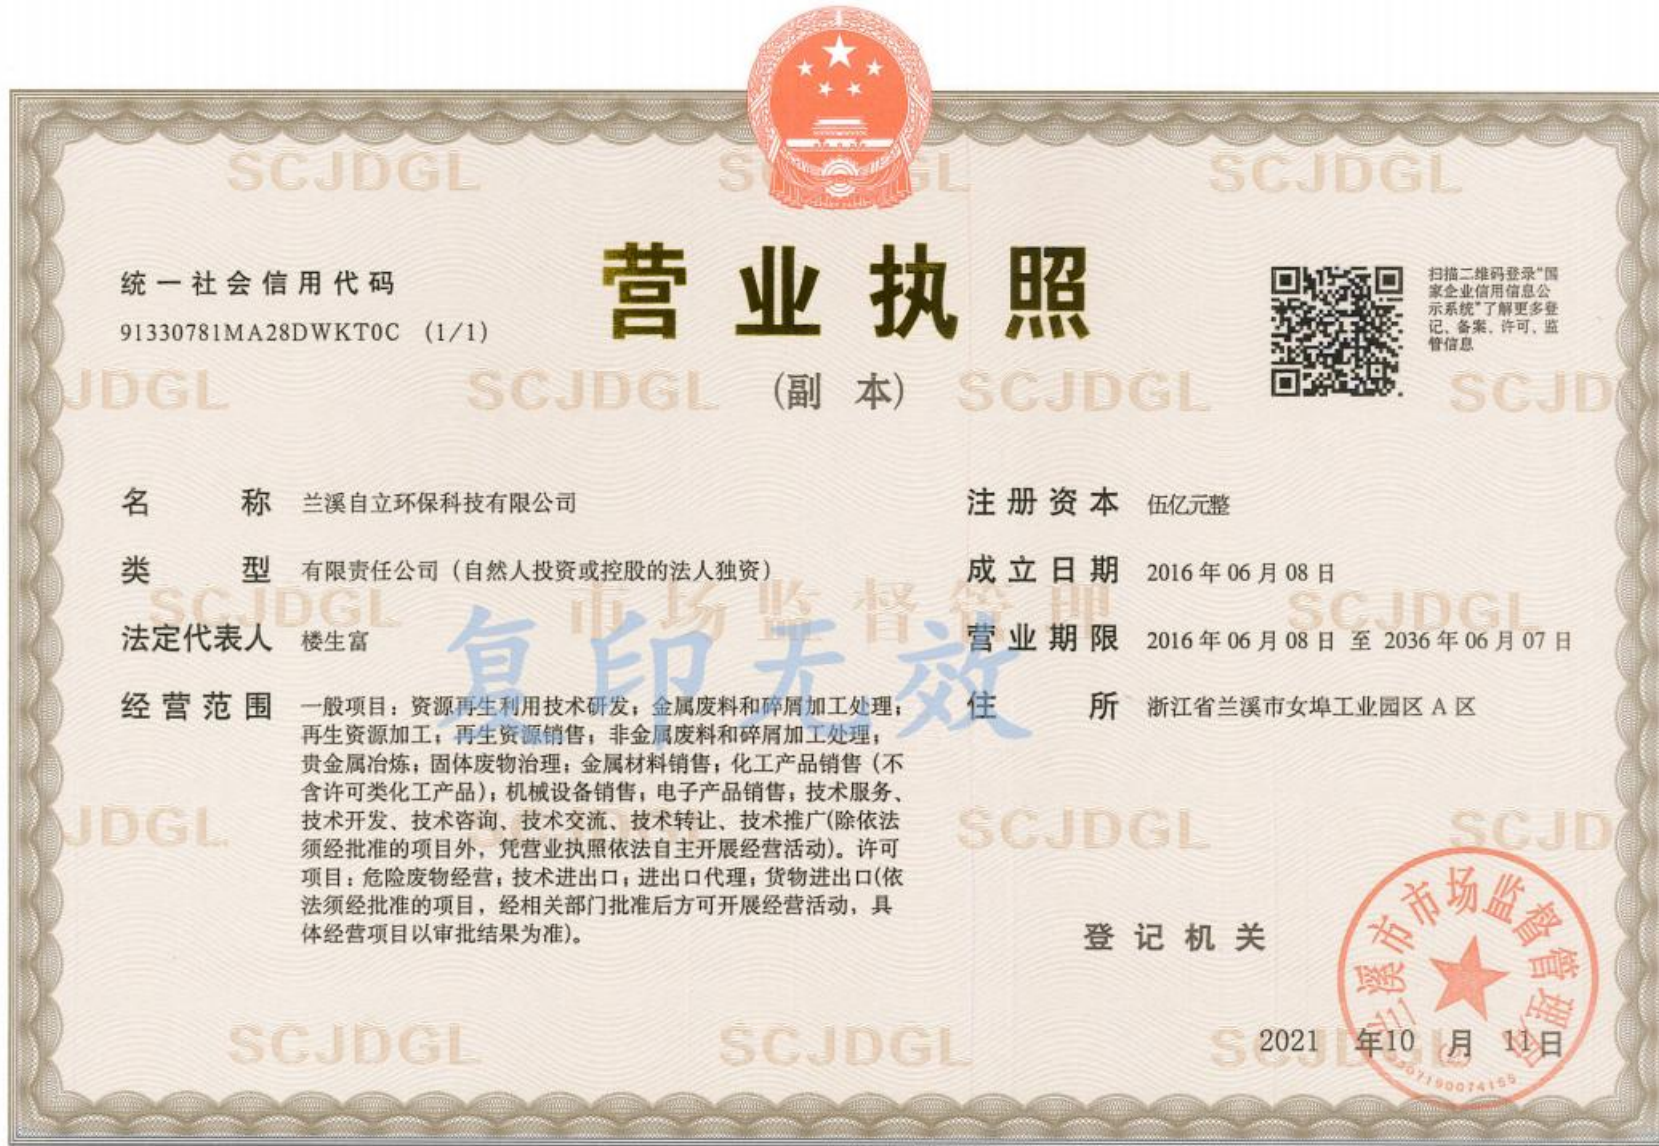 营业执照
(副 本)
统一社会信用代码
91330781MA28DWKT0C (1/1)
扫描二维码登录“国
家企业信用信息公
示系统”了解更多登
记、备案、许可、监
管信息
名 称 兰溪自立环保科技有限公司
类 型 有限责任公司（自然人投资或控股的法人独资）
法定代表人 楼生富
经营范围 一般项目：资源再生利用技术研发；金属废料和碎屑加工处理；
再生资源加工；再生资源销售；非金属废料和碎屑加工处理；
贵金属冶炼；固体废物治理；金属材料销售；化工产品销售（不
含许可类化工产品）；机械设备销售；电子产品销售；技术服务、
技术开发、技术咨询、技术交流、技术转让、技术推广(除依法
须经批准的项目外，凭营业执照依法自主开展经营活动)。许可
项目：危险废物经营；技术进出口；进出口代理；货物进出口(依
法须经批准的项目，经相关部门批准后方可开展经营活动，具
体经营项目以审批结果为准)。
注册资本 伍亿元整
成立日期 2016年06月08日
营业期限 2016年06月08日 至 2036年06月07日
住 所 浙江省兰溪市女埠工业园区A区
复印无效
市场监督管理
SCJDGL
登记机关
兰溪市市场监督管理局
2021 年10 月 11日